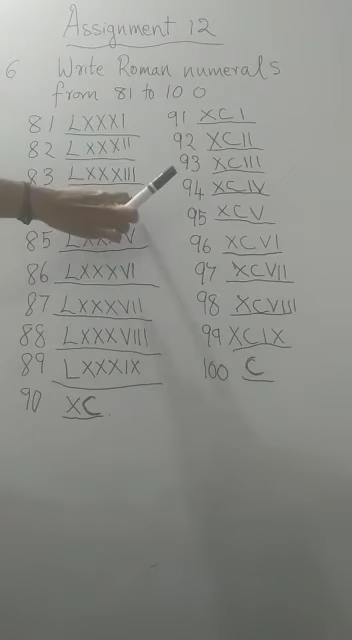 Assignment 12
6 Write Roman numerals
from 81 to 100
81 LXXXI
82 LXXXII
83 LXXXIII
85
86 LXXXVI
87 LXXXVII
88 LXXXVIII
89 LXXXIX
90 XC.
91 XCI
92 XCII
93 XCIII
94 XCIV
95 XCV
96 XCVI
97 XCVII
98 XCVIII
99 XCIX
100 C